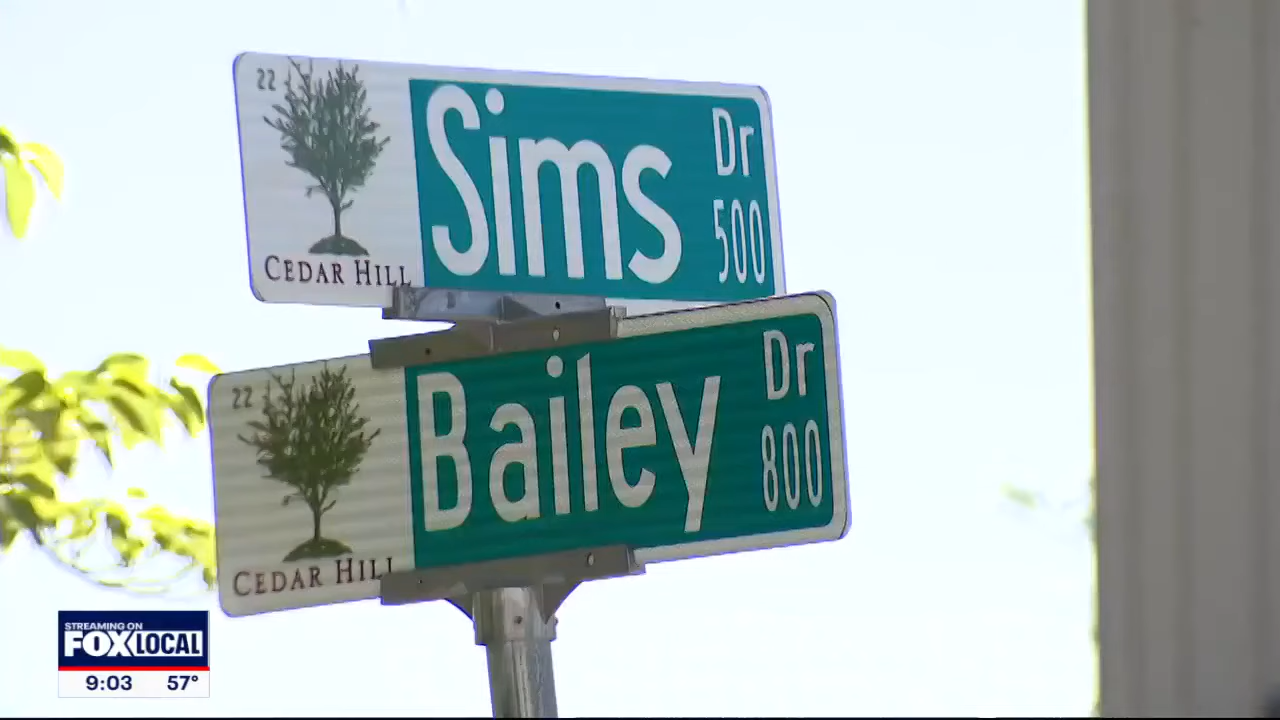 22
CEDAR HILL
Sims Dr
500
22
CEDAR HILL
Bailey Dr
800
STREAMING ON
FOX LOCAL
9:03 57°